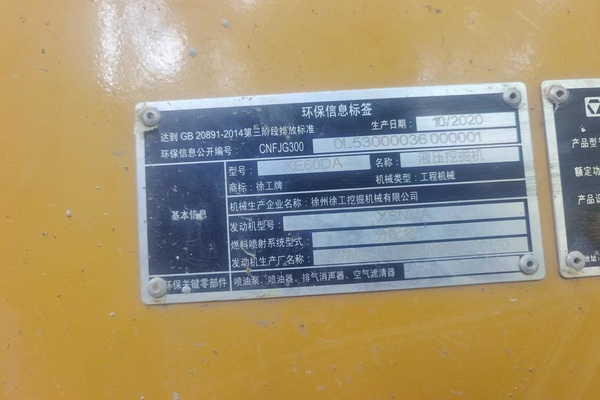 环保信息标签
达到 GB 20891-2014第三阶段排放标准
生产日期： 10/2020
环保信息公开编号： CNFJG300 0L53000036000001
基本信息
型号： XE60DA 名称： 液压挖掘机
商标： 徐工牌 机械类型： 工程机械
机械生产企业名称： 徐州徐工挖掘机械有限公司
发动机型号：
燃料喷射系统型式：
发动机生产厂名称：
环保关键零部件 喷油泵、喷油器、排气消声器、空气滤清器
产品型
额定功
产品识